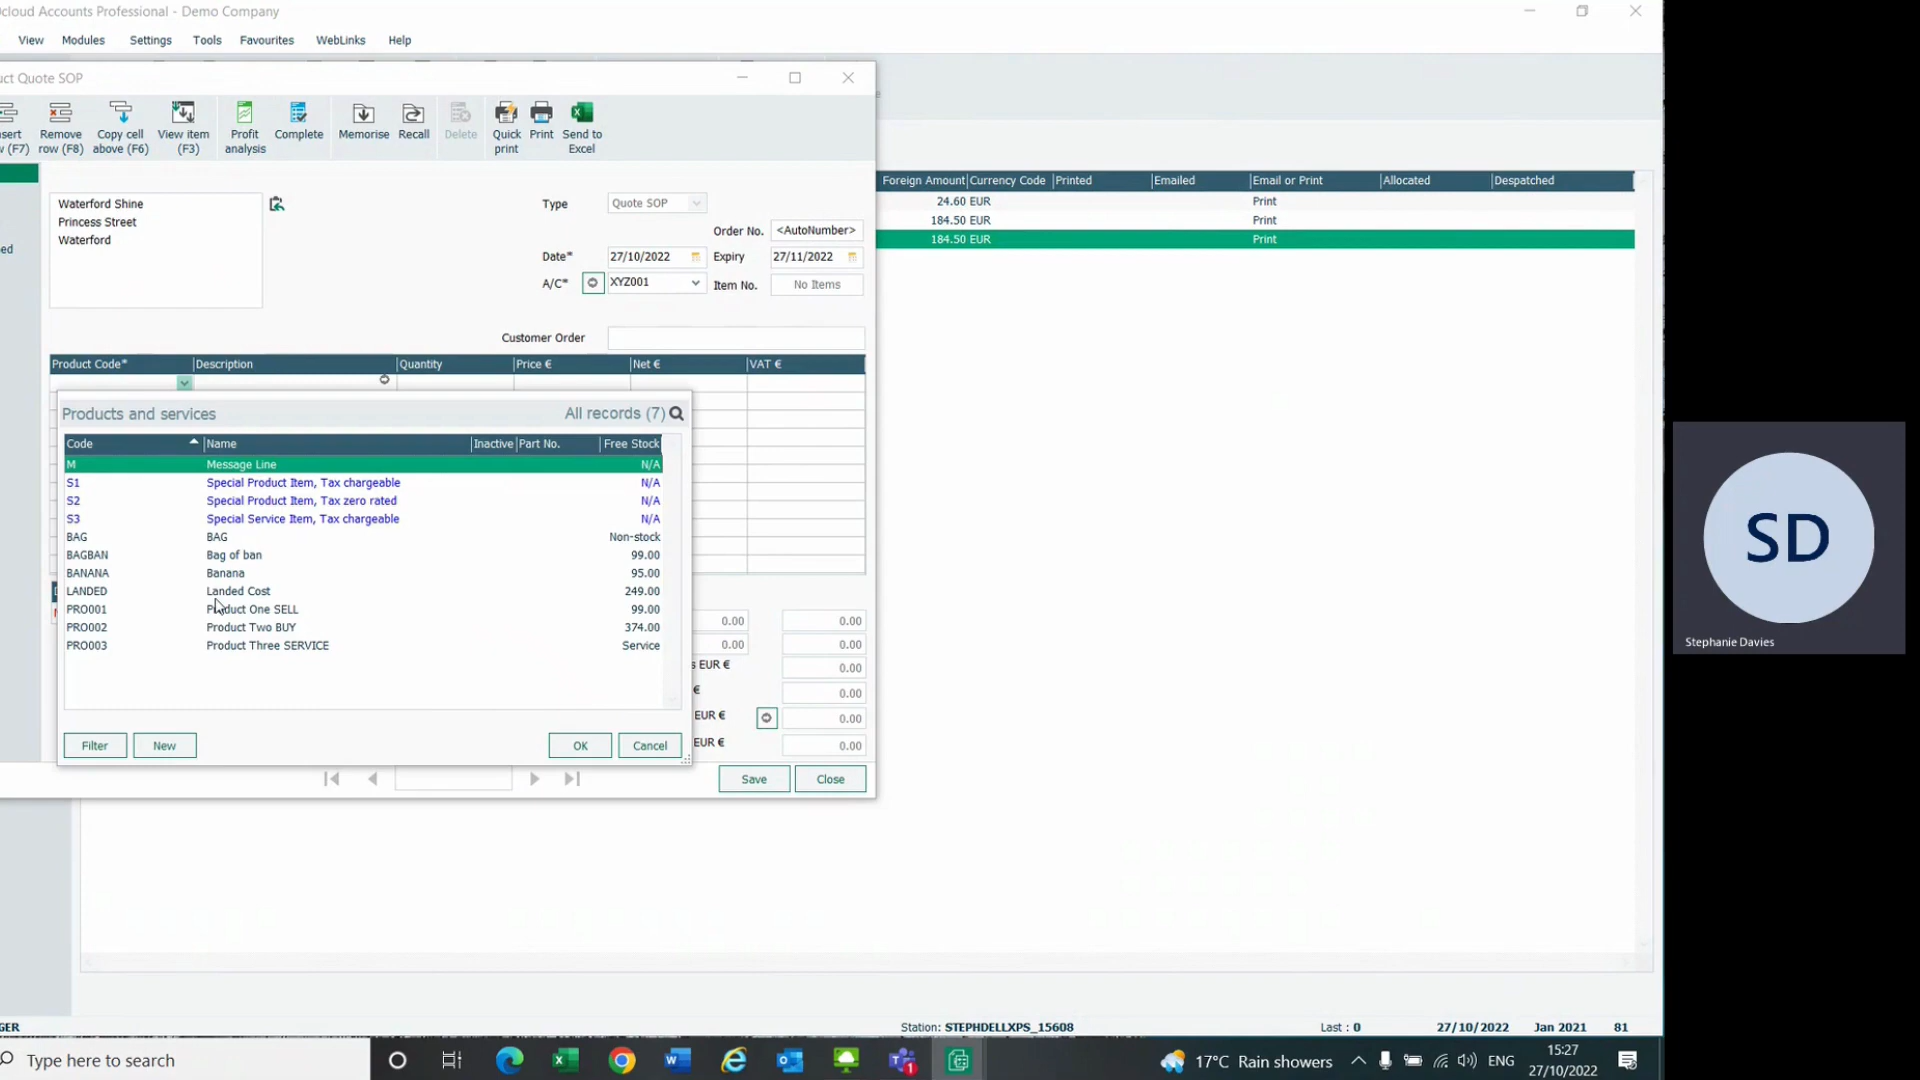 cloud Accounts Professional - Demo Company
View Modules Settings Tools Favourites WebLinks Help
uct Quote SOP
sert
v (F7)
Remove
row (F8)
Copy cell
above (F6)
View item
(F3)
Profit
analysis
Complete
Memorise
Recall
Delete
Quick
print
Print
Send to
Excel
Waterford Shine
Princess Street
Waterford
Type Quote SOP
Order No. <AutoNumber>
Date* 27/10/2022 Expiry 27/11/2022
A/C* XYZ001 Item No. No Items
Customer Order
ed
Product Code* Description Quantity Price € Net € VAT €
Products and services All records (7)
Code Name Inactive Part No. Free Stock
M Message Line N/A
S1 Special Product Item, Tax chargeable N/A
S2 Special Product Item, Tax zero rated N/A
S3 Special Service Item, Tax chargeable N/A
BAG BAG Non-stock
BAGBAN Bag of ban 99.00
BANANA Banana 95.00
LANDED Landed Cost 249.00
PRO001 Product One SELL 99.00
PRO002 Product Two BUY 374.00
PRO003 Product Three SERVICE Service
Filter New OK Cancel
0.00 0.00
0.00 0.00
s EUR € 0.00
€ 0.00
EUR € 0.00
EUR € 0.00
Save Close
Foreign Amount Currency Code Printed Emailed Email or Print Allocated Despatched
24.60 EUR Print
184.50 EUR Print
184.50 EUR Print
SD
Stephanie Davies
GER Station: STEPHDELLXPS_15608 Last : 0 27/10/2022 Jan 2021 81
Type here to search
1
17°C Rain showers
ENG
15:27
27/10/2022